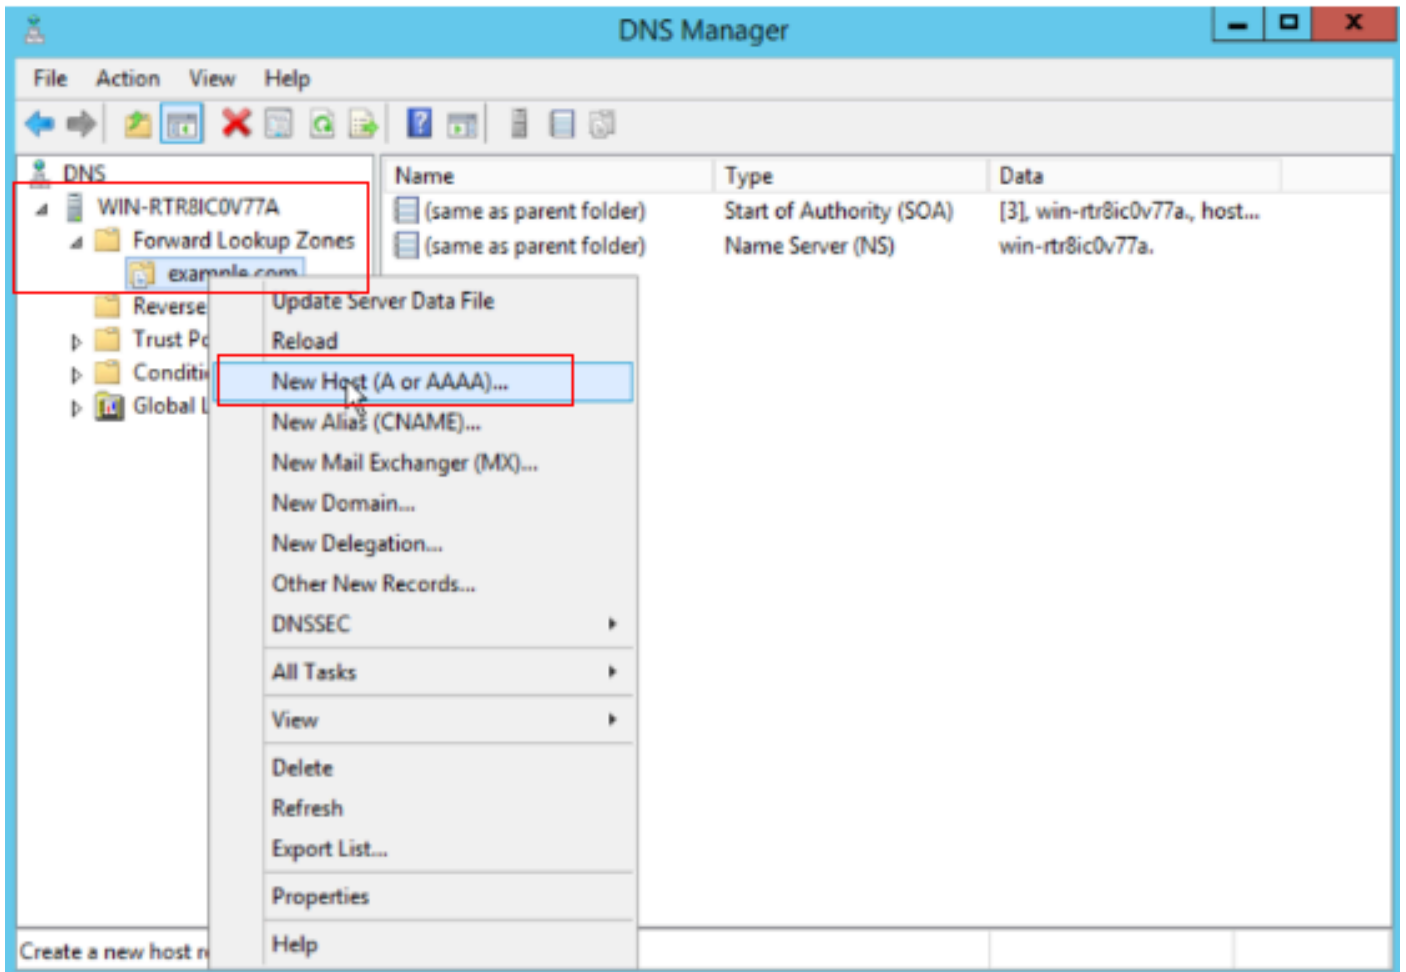 DNS Manager
File Action View Help
DNS
WIN-RTR8IC0V77A
Forward Lookup Zones
example.com
Reverse
Trust
Global
Name Type Data
(same as parent folder) Start of Authority (SOA) [3], win-rtr8ic0v77a., host...
(same as parent folder) Name Server (NS) win-rtr8ic0v77a.
Update Server Data File
Reload
New Host (A or AAAA)...
New Alias (CNAME)...
New Mail Exchanger (MX)...
New Domain...
New Delegation...
Other New Records...
DNSSEC
All Tasks
View
Delete
Refresh
Export List...
Properties
Help
Create a new host